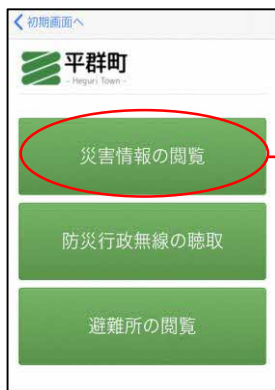 初期画面へ
平群町
- Heguri Town -
災害情報の閲覧
防災行政無線の聴取
避難所の閲覧